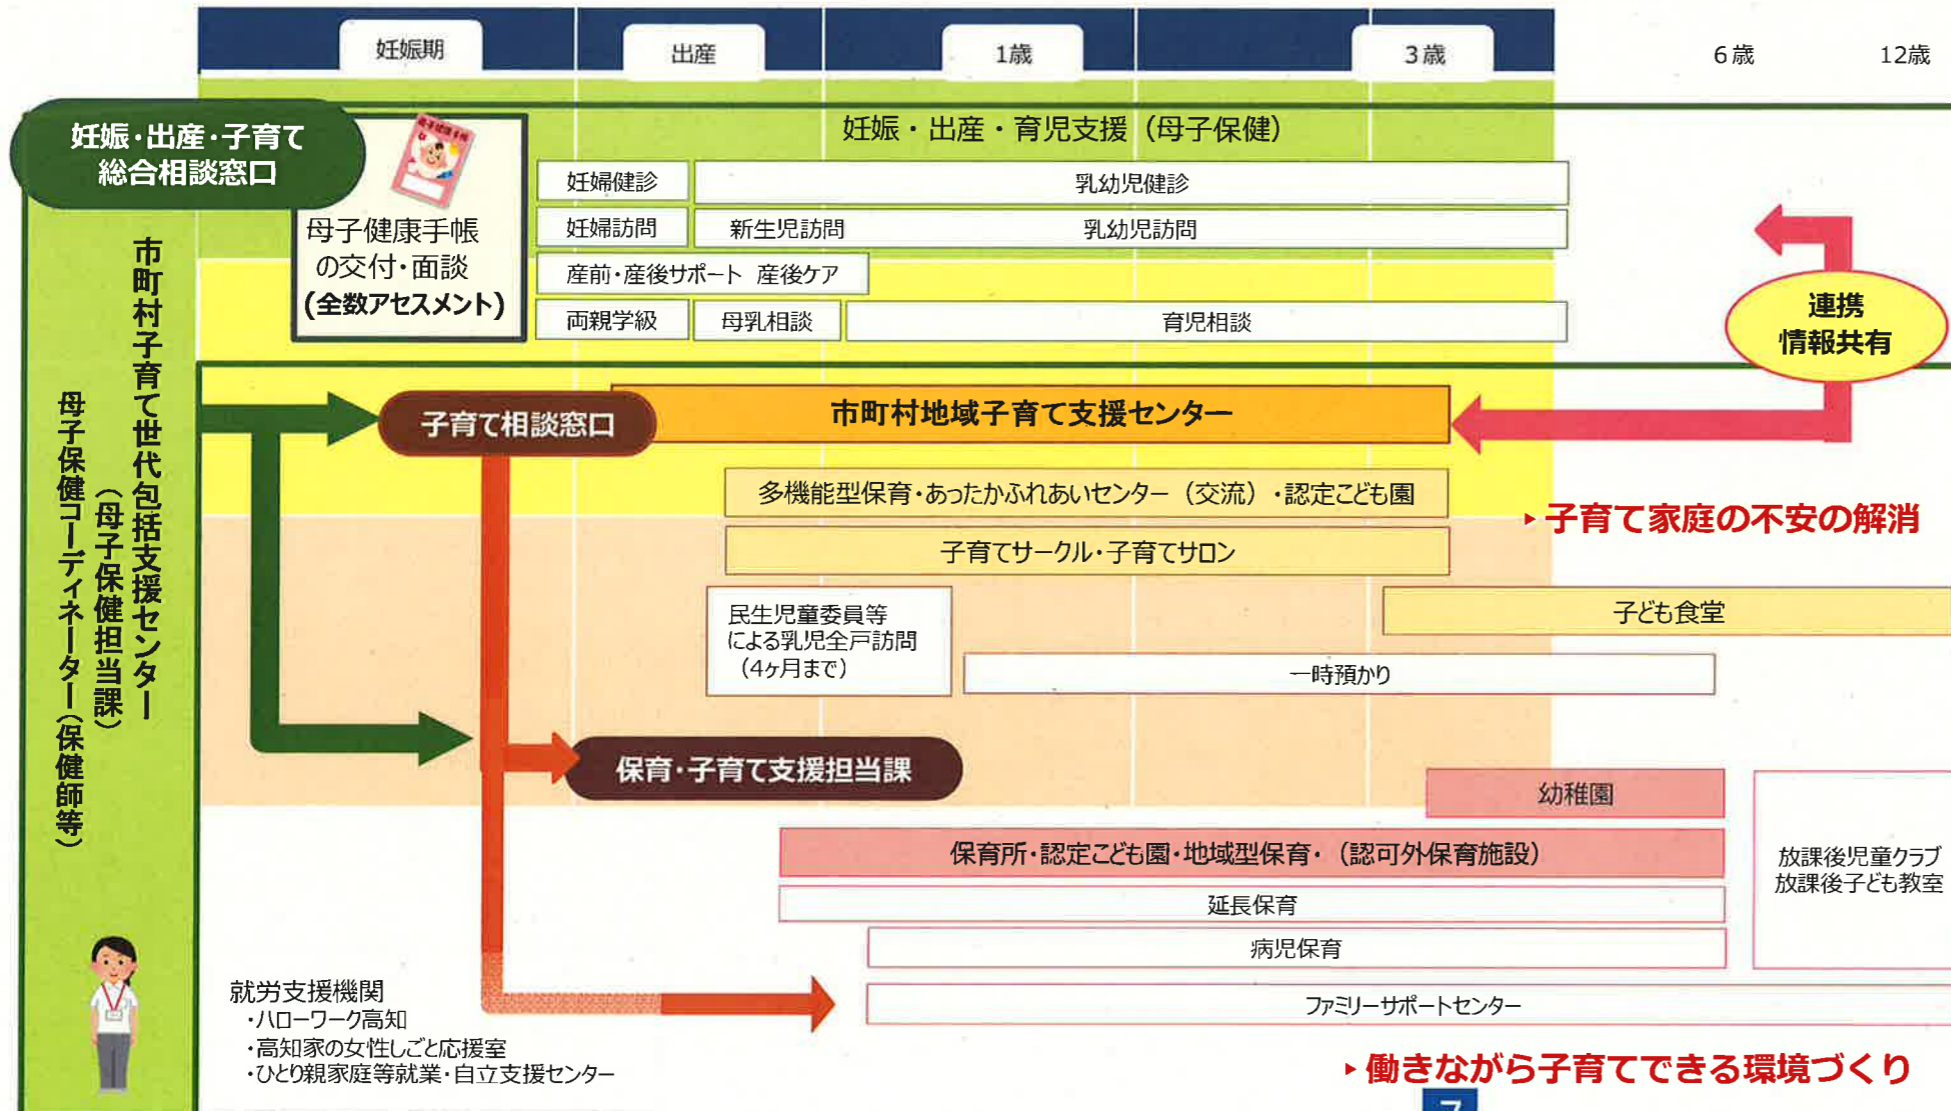 妊娠期
出産
1歳
3歳
6歳
12歳
妊娠・出産・子育て
総合相談窓口
妊娠・出産・育児支援（母子保健）
母子健康手帳
母子健康手帳
の交付・面談
(全数アセスメント)
妊婦健診
乳幼児健診
妊婦訪問
新生児訪問
乳幼児訪問
産前・産後サポート 産後ケア
両親学級
母乳相談
育児相談
連携
情報共有
市町村子育て世代包括支援センター
（母子保健担当課）
母子保健コーディネーター（保健師等）
子育て相談窓口
市町村地域子育て支援センター
多機能型保育・あったかふれあいセンター（交流）・認定こども園
▸子育て家庭の不安の解消
子育てサークル・子育てサロン
民生児童委員等
による乳児全戸訪問
（4ヶ月まで）
子ども食堂
一時預かり
保育・子育て支援担当課
幼稚園
保育所・認定こども園・地域型保育・（認可外保育施設）
放課後児童クラブ
放課後子ども教室
延長保育
病児保育
ファミリーサポートセンター
就労支援機関
・ハローワーク高知
・高知家の女性しごと応援室
・ひとり親家庭等就業・自立支援センター
▸働きながら子育てできる環境づくり
7